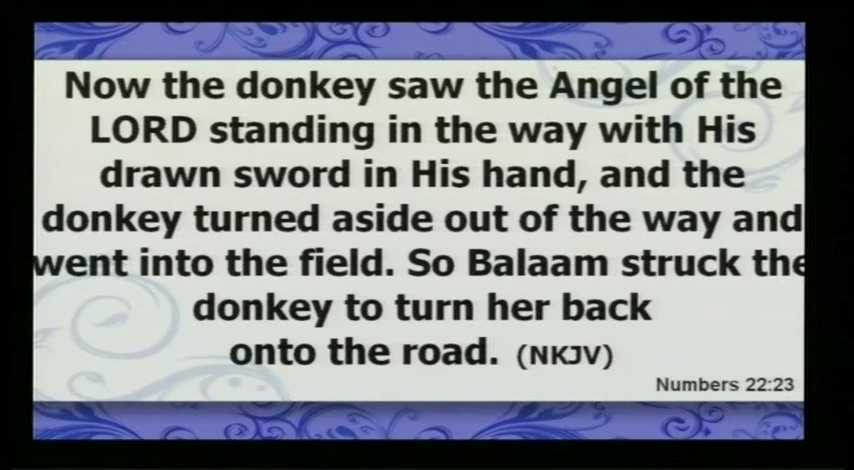 Now the donkey saw the Angel of the
LORD standing in the way with His
drawn sword in His hand, and the
donkey turned aside out of the way and
went into the field. So Balaam struck the
donkey to turn her back
onto the road. (NKJV)
Numbers 22:23